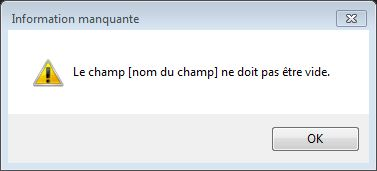 Information manquante
Le champ [nom du champ] ne doit pas être vide.
OK